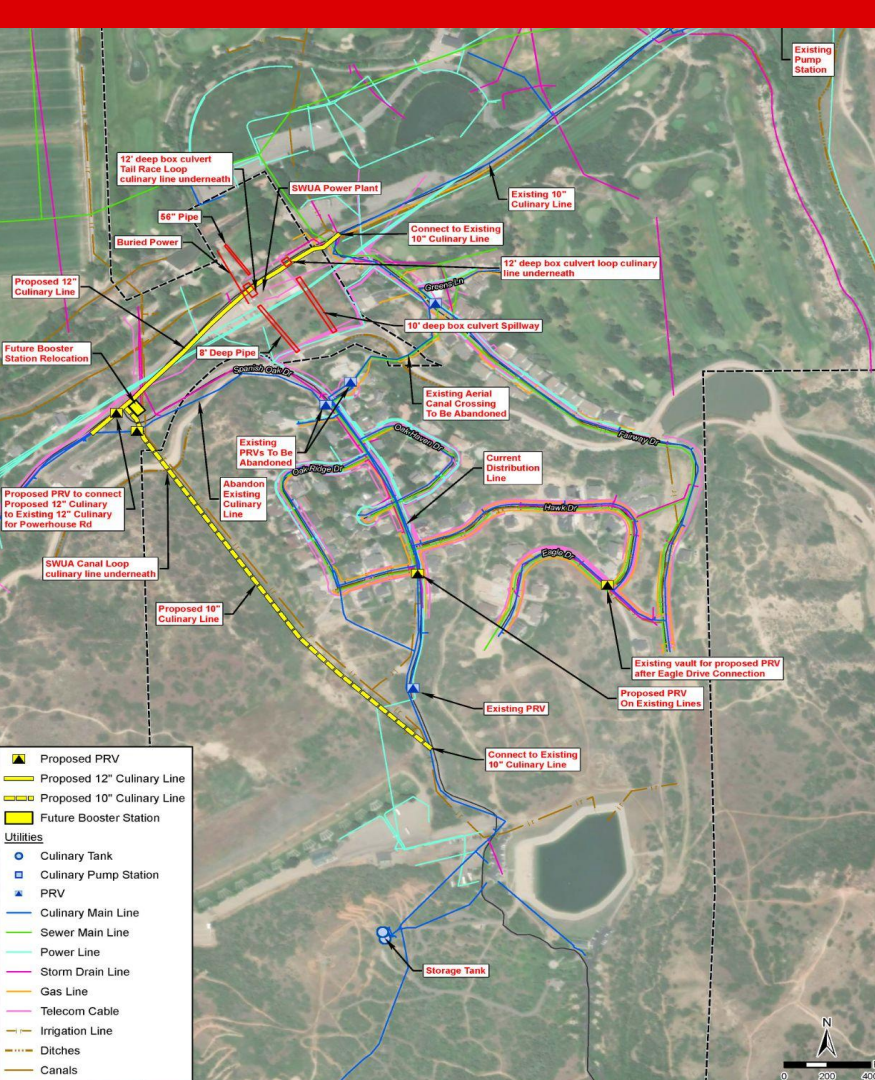 Existing
Pump
Station
12' deep box culvert
Tail Race Loop
culinary line underneath
SWUA Power Plant
Existing 10"
Culinary Line
56" Pipe
Buried Power
Connect to Existing
10" Culinary Line
12' deep box culvert loop culinary
line underneath
Proposed 12"
Culinary Line
Greens Ln
10' deep box culvert Spillway
Future Booster
Station Relocation
8' Deep Pipe
Spanish Oak Dr
Existing Aerial
Canal Crossing
To Be Abandoned
Existing
PRVs To Be
Abandoned
Oak Haven Dr
Fairway Dr
Oak Ridge Dr
Current
Distribution
Line
Abandon
Existing
Culinary
Line
Proposed PRV to connect
Proposed 12" Culinary
to Existing 12" Culinary
for Powerhouse Rd
Hawk Dr
Eagle Dr
SWUA Canal Loop
culinary line underneath
Proposed 10"
Culinary Line
Existing vault for proposed PRV
after Eagle Drive Connection
Proposed PRV
On Existing Lines
Existing PRV
Connect to Existing
10" Culinary Line
Storage Tank
Proposed PRV
Proposed 12" Culinary Line
Proposed 10" Culinary Line
Future Booster Station
Utilities
Culinary Tank
Culinary Pump Station
PRV
Culinary Main Line
Sewer Main Line
Power Line
Storm Drain Line
Gas Line
Telecom Cable
Irrigation Line
Ditches
Canals
N
0 200 400